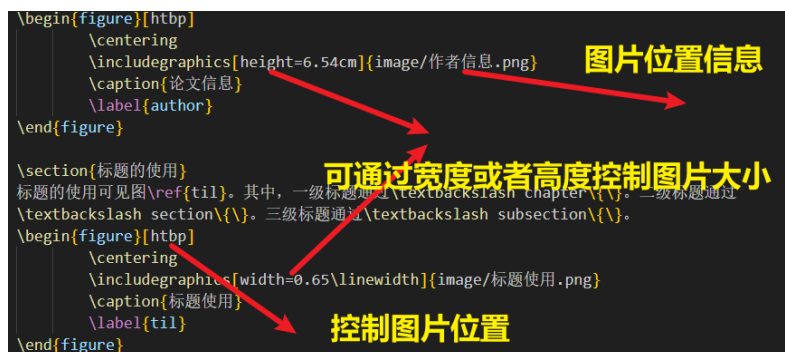 \begin{figure}[htbp]
\centering
\includegraphics[height=6.54cm]{image/作者信息.png}
图片位置信息
\caption{论文信息}
\label{author}
\end{figure}
\section{标题的使用}
可通过宽度或者高度控制图片大小
标题的使用可见图\ref{til}。其中，一级标题通过\textbackslash chapter\{\}。二级标题通过
\textbackslash section\{\}。三级标题通过\textbackslash subsection\{\}。
\begin{figure}[htbp]
\centering
\includegraphics[width=0.65\linewidth]{image/标题使用.png}
\caption{标题使用}
\label{til}
控制图片位置
\end{figure}